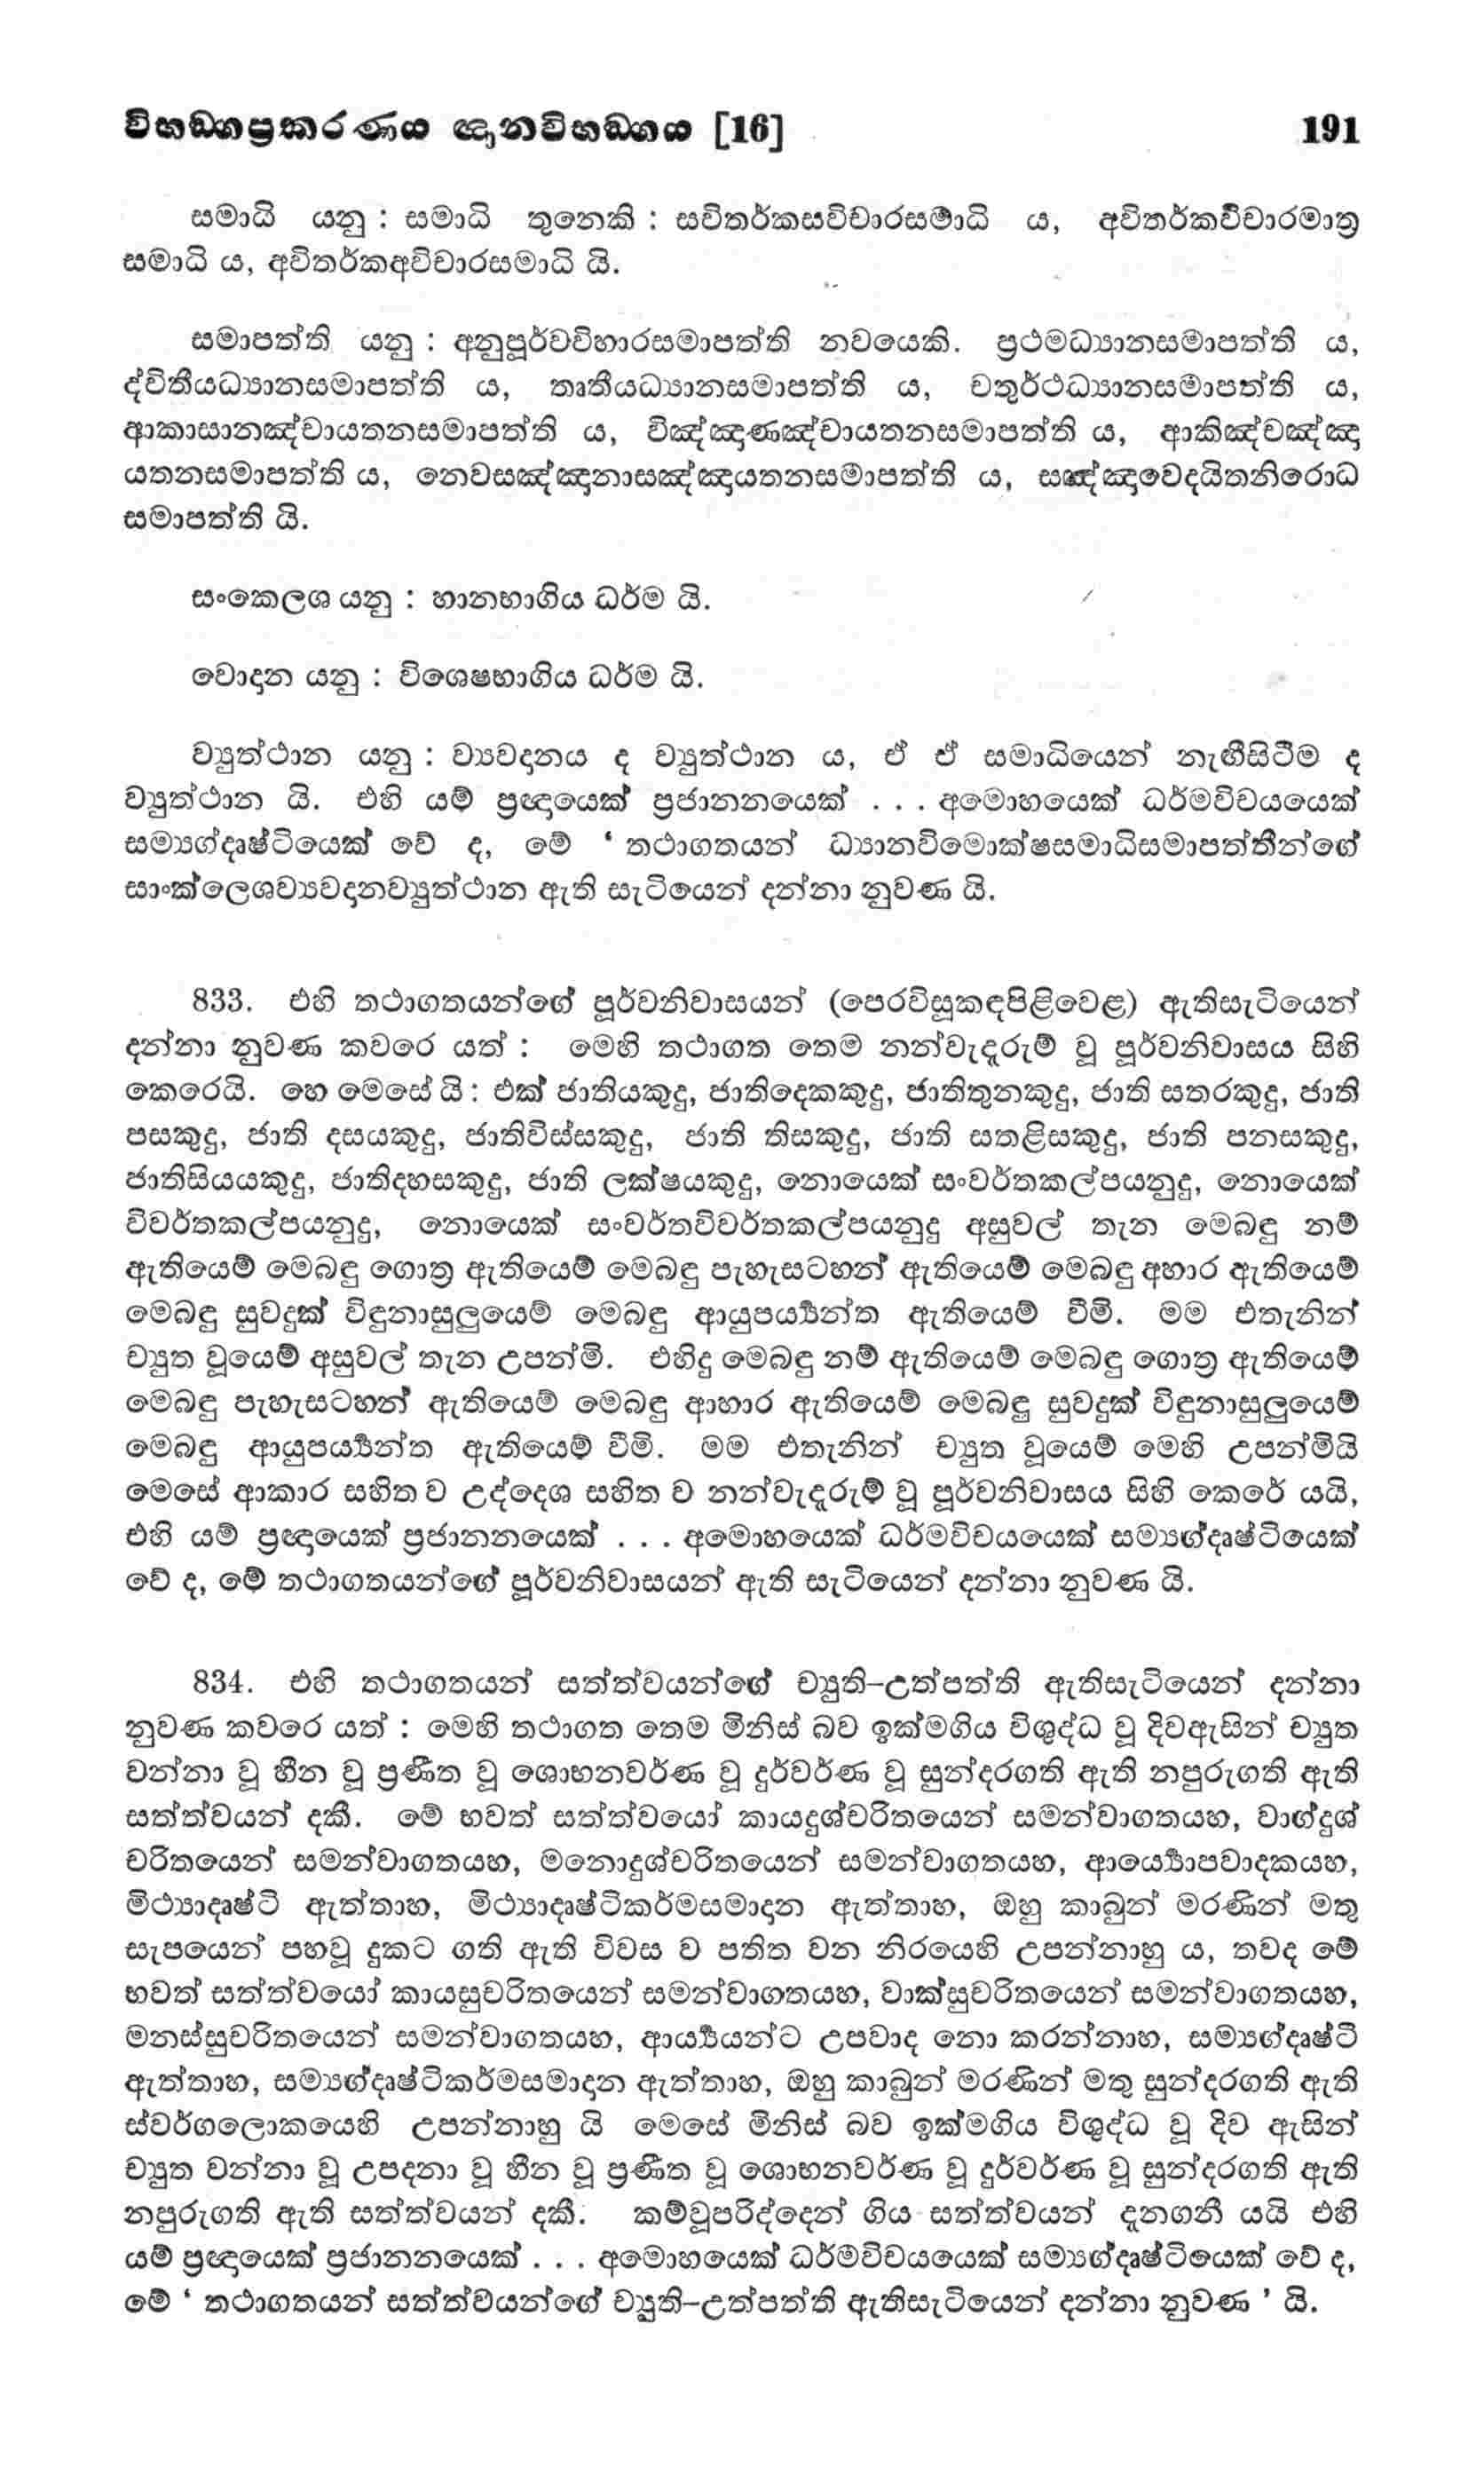 විභඞ්ගප්‍රකරණය ඥානවිභඞ්ගය [16] 191
සමායි යනු : සමාධි තුනෙකි : සවිතර්කසවිචාරසමාධි ය, අවිතර්කවිචාරමාත්‍ර
සමාධි ය, අවිතර්කඅවිචාරසමාධි යි.
සමාපත්ති යනු : අනුපූර්වවිහාරසමාපත්ති නවයෙකි. ප්‍රථමධ්‍යානසමාපත්ති ය,
ද්විතීයධ්‍යානසමාපත්ති ය, තෘතීයධ්‍යානසමාපත්ති ය, චතුර්ථධ්‍යානසමාපත්ති ය,
ආකාසානඤ්චායතනසමාපත්ති ය, විඤ්ඤාණඤ්චායතනසමාපත්ති ය, ආකිඤ්චඤ්ඤා
යතනසමාපත්ති ය, නෙවසඤ්ඤානාසඤ්ඤායතනසමාපත්ති ය, සඤ්ඤාවෙදයිතනිරොධ
සමාපත්ති යි.
සංකෙලශ යනු : හානභාගිය ධර්ම යි.
වොදාන යනු : විශෙෂභාගිය ධර්ම යි.
ව්‍යුත්ථාන යනු : ව්‍යවදානය ද ව්‍යුත්ථාන ය, ඒ ඒ සමාධියෙන් නැඟීසිටීම ද
ව්‍යුත්ථාන යි. එහි යම් ප්‍රඥායෙක් ප්‍රජානනයෙක් . . . අමොහයෙක් ධර්මවිචයයෙක්
සම්‍යග්දෘෂ්ටියෙක් වේ ද, මේ ‘ තථාගතයන් ධ්‍යානවිමොක්ෂසමාධිසමාපත්තීන්ගේ
සාංක්ලෙශව්‍යවදානව්‍යුත්ථාන ඇති සැටියෙන් දන්නා නුවණ යි.
833. එහි තථාගතයන්ගේ පූර්වනිවාසයන් (පෙරවිසූකඳපිළිවෙළ) ඇතිසැටියෙන්
දන්නා නුවණ කවරෙ යත් : මෙහි තථාගත තෙම නන්වැදෑරුම් වූ පූර්වනිවාසය සිහි
කෙරෙයි. හෙ මෙසේ යි : එක් ජාතියකුදු, ජාතිදෙකකුදු, ජාතිතුනකුදු, ජාති සතරකුදු, ජාති
පසකුදු, ජාති දසයකුදු, ජාතිවිස්සකුදු, ජාති තිසකුදු, ජාති සතළිසකුදු, ජාති පනසකුදු,
ජාතිසියයකුදු, ජාතිදහසකුදු, ජාති ලක්ෂයකුදු, නොයෙක් සංවර්තකල්පයනුදු, නොයෙක්
විවර්තකල්පයනුදු, නොයෙක් සංවර්තවිවර්තකල්පයනුදු අසුවල් තැන මෙබඳු නම්
ඇතියෙම් මෙබඳු ගොත්‍ර ඇතියෙම් මෙබඳු පැහැසටහන් ඇතියෙම් මෙබඳු අහාර ඇතියෙම්
මෙබඳු සුවදුක් විඳුනාසුලුයෙම් මෙබඳු ආයුපර්‍ය්‍යන්ත ඇතියෙම් වීමි. මම එතැනින්
ච්‍යුත වූයෙම් අසුවල් තැන උපන්මි. එහිදු මෙබඳු නම් ඇතියෙම් මෙබඳු ගොත්‍ර ඇතියෙම්
මෙබඳු පැහැසටහන් ඇතියෙම් මෙබඳු ආහාර ඇතියෙම් මෙබඳු සුවදුක් විඳුනාසුලුයෙම්
මෙබඳු ආයුපර්‍ය්‍යන්ත ඇතියෙම් වීමි. මම එතැනින් ච්‍යුත වූයෙම් මෙහි උපන්මියි
මෙසේ ආකාර සහිත ව උද්දෙශ සහිත ව නන්වැදෑරුම් වූ පූර්වනිවාසය සිහි කෙරේ යයි,
එහි යම් ප්‍රඥායෙක් ප්‍රජානනයෙක් . . . අමොහයෙක් ධර්මවිචයයෙක් සම්‍යග්දෘෂ්ටියෙක්
වේ ද, මේ තථාගතයන්ගේ පූර්වනිවාසයන් ඇති සැටියෙන් දන්නා නුවණ යි.
834. එහි තථාගතයන් සත්ත්වයන්ගේ ච්‍යුති–උත්පත්ති ඇතිසැටියෙන් දන්නා
නුවණ කවරෙ යත් : මෙහි තථාගත තෙම මිනිස් බව ඉක්මගිය විශුද්ධ වූ දිවඇසින් ච්‍යුත
වන්නා වූ හීන වූ ප්‍රණීත වූ ශොභනවර්ණ වූ දුර්වර්ණ වූ සුන්දරගති ඇති නපුරුගති ඇති
සත්ත්වයන් දකී. මේ භවත් සත්ත්වයෝ කායදුශ්චරිතයෙන් සමන්වාගතයහ, වාග්දුශ්
චරිතයෙන් සමන්වාගතයහ, මනොදුශ්චරිතයෙන් සමන්වාගතයහ, ආර්‍ය්‍යොපවාදකයහ,
මිථ්‍යාදෘෂ්ටි ඇත්තාහ, මිථ්‍යාදෘෂ්ටිකර්මසමාදාන ඇත්තාහ, ඔහු කාබුන් මරණින් මතු
සැපයෙන් පහවූ දුකට ගති ඇති විවස ව පතිත වන නිරයෙහි උපන්නාහු ය, තවද මේ
භවත් සත්ත්වයෝ කායසුචරිතයෙන් සමන්වාගතයහ, වාක්සුචරිතයෙන් සමන්වාගතයහ,
මනස්සුචරිතයෙන් සමන්වාගතයහ, ආර්‍ය්‍යයන්ට උපවාද නො කරන්නාහ, සම්‍යග්දෘෂ්ටි
ඇත්තාහ, සම්‍යග්දෘෂ්ටිකර්මසමාදාන ඇත්තාහ, ඔහු කාබුන් මරණින් මතු සුන්දරගති ඇති
ස්වර්ගලොකයෙහි උපන්නාහු යි මෙසේ මිනිස් බව ඉක්මගිය විශුද්ධ වූ දිව ඇසින්
ච්‍යුත වන්නා වූ උපදනා වූ හීන වූ ප්‍රණීත වූ ශොභනවර්ණ වූ දුර්වර්ණ වූ සුන්දරගති ඇති
නපුරුගති ඇති සත්ත්වයන් දකී. කම්වූපරිද්දෙන් ගිය සත්ත්වයන් දැනගනී යයි එහි
යම් ප්‍රඥායෙක් ප්‍රජානනයෙක් . . . අමොහයෙක් ධර්මවිචයයෙක් සම්‍යග්දෘෂ්ටියෙක් වේ ද,
මේ ‘ තථාගතයන් සත්ත්වයන්ගේ ච්‍යුති–උත්පත්ති ඇතිසැටියෙන් දන්නා නුවණ ’ යි.